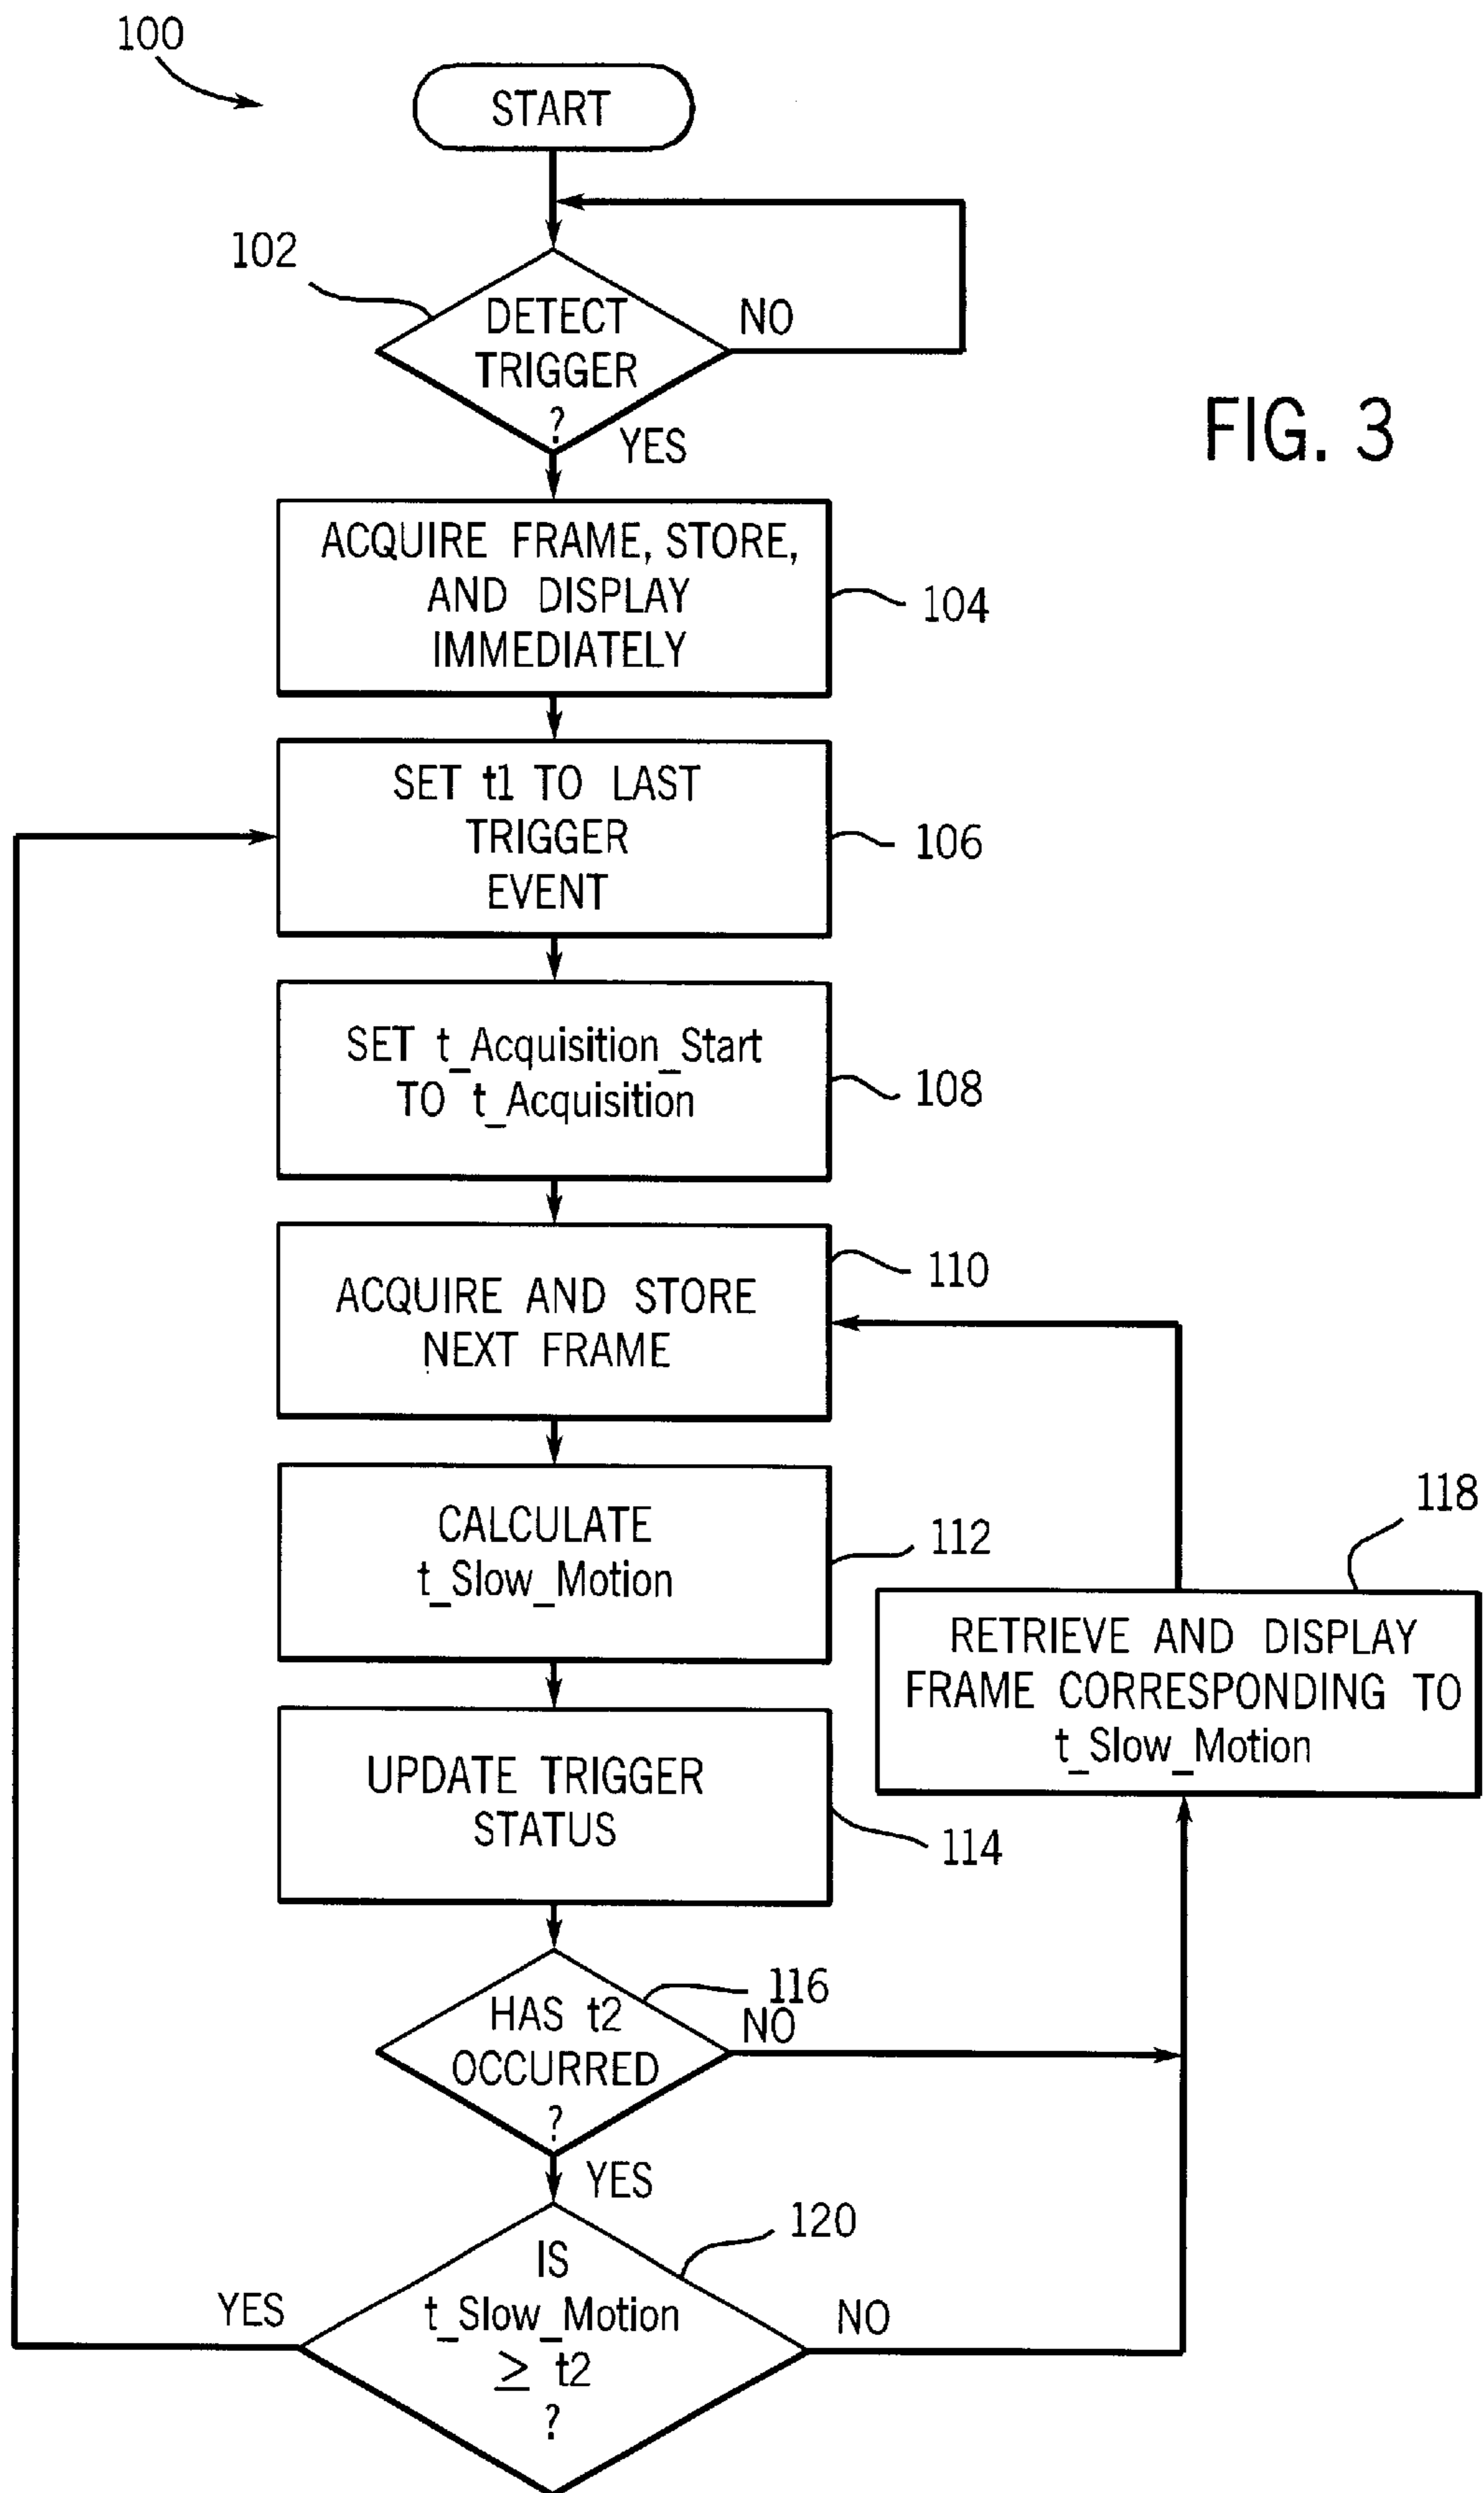 100
START
102
DETECT
TRIGGER
?
NO
YES
FIG. 3
ACQUIRE FRAME, STORE,
AND DISPLAY
IMMEDIATELY
104
SET t1 TO LAST
TRIGGER
EVENT
106
SET t_Acquisition_Start
TO t_Acquisition
108
ACQUIRE AND STORE
NEXT FRAME
110
CALCULATE
t_Slow_Motion
112
118
RETRIEVE AND DISPLAY
FRAME CORRESPONDING TO
t_Slow_Motion
UPDATE TRIGGER
STATUS
114
116
HAS t2
OCCURRED
?
NO
YES
120
IS
t_Slow_Motion
≥ t2
?
YES
NO